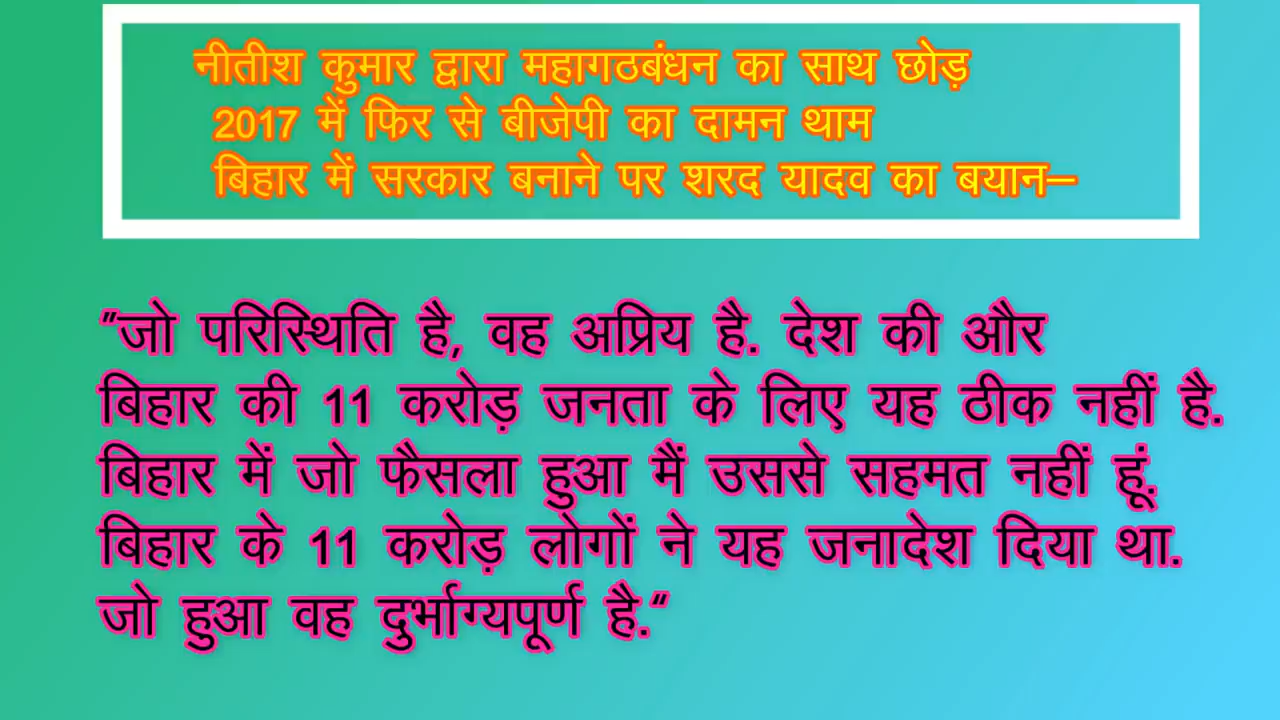 नीतीश कुमार द्वारा महागठबंधन का साथ छोड़
2017 में फिर से बीजेपी का दामन थाम
बिहार में सरकार बनाने पर शरद यादव का बयान–
"जो परिस्थिति है, वह अप्रिय है. देश की और
बिहार की 11 करोड़ जनता के लिए यह ठीक नहीं है.
बिहार में जो फैसला हुआ मैं उससे सहमत नहीं हूं.
बिहार के 11 करोड़ लोगों ने यह जनादेश दिया था.
जो हुआ वह दुर्भाग्यपूर्ण है."